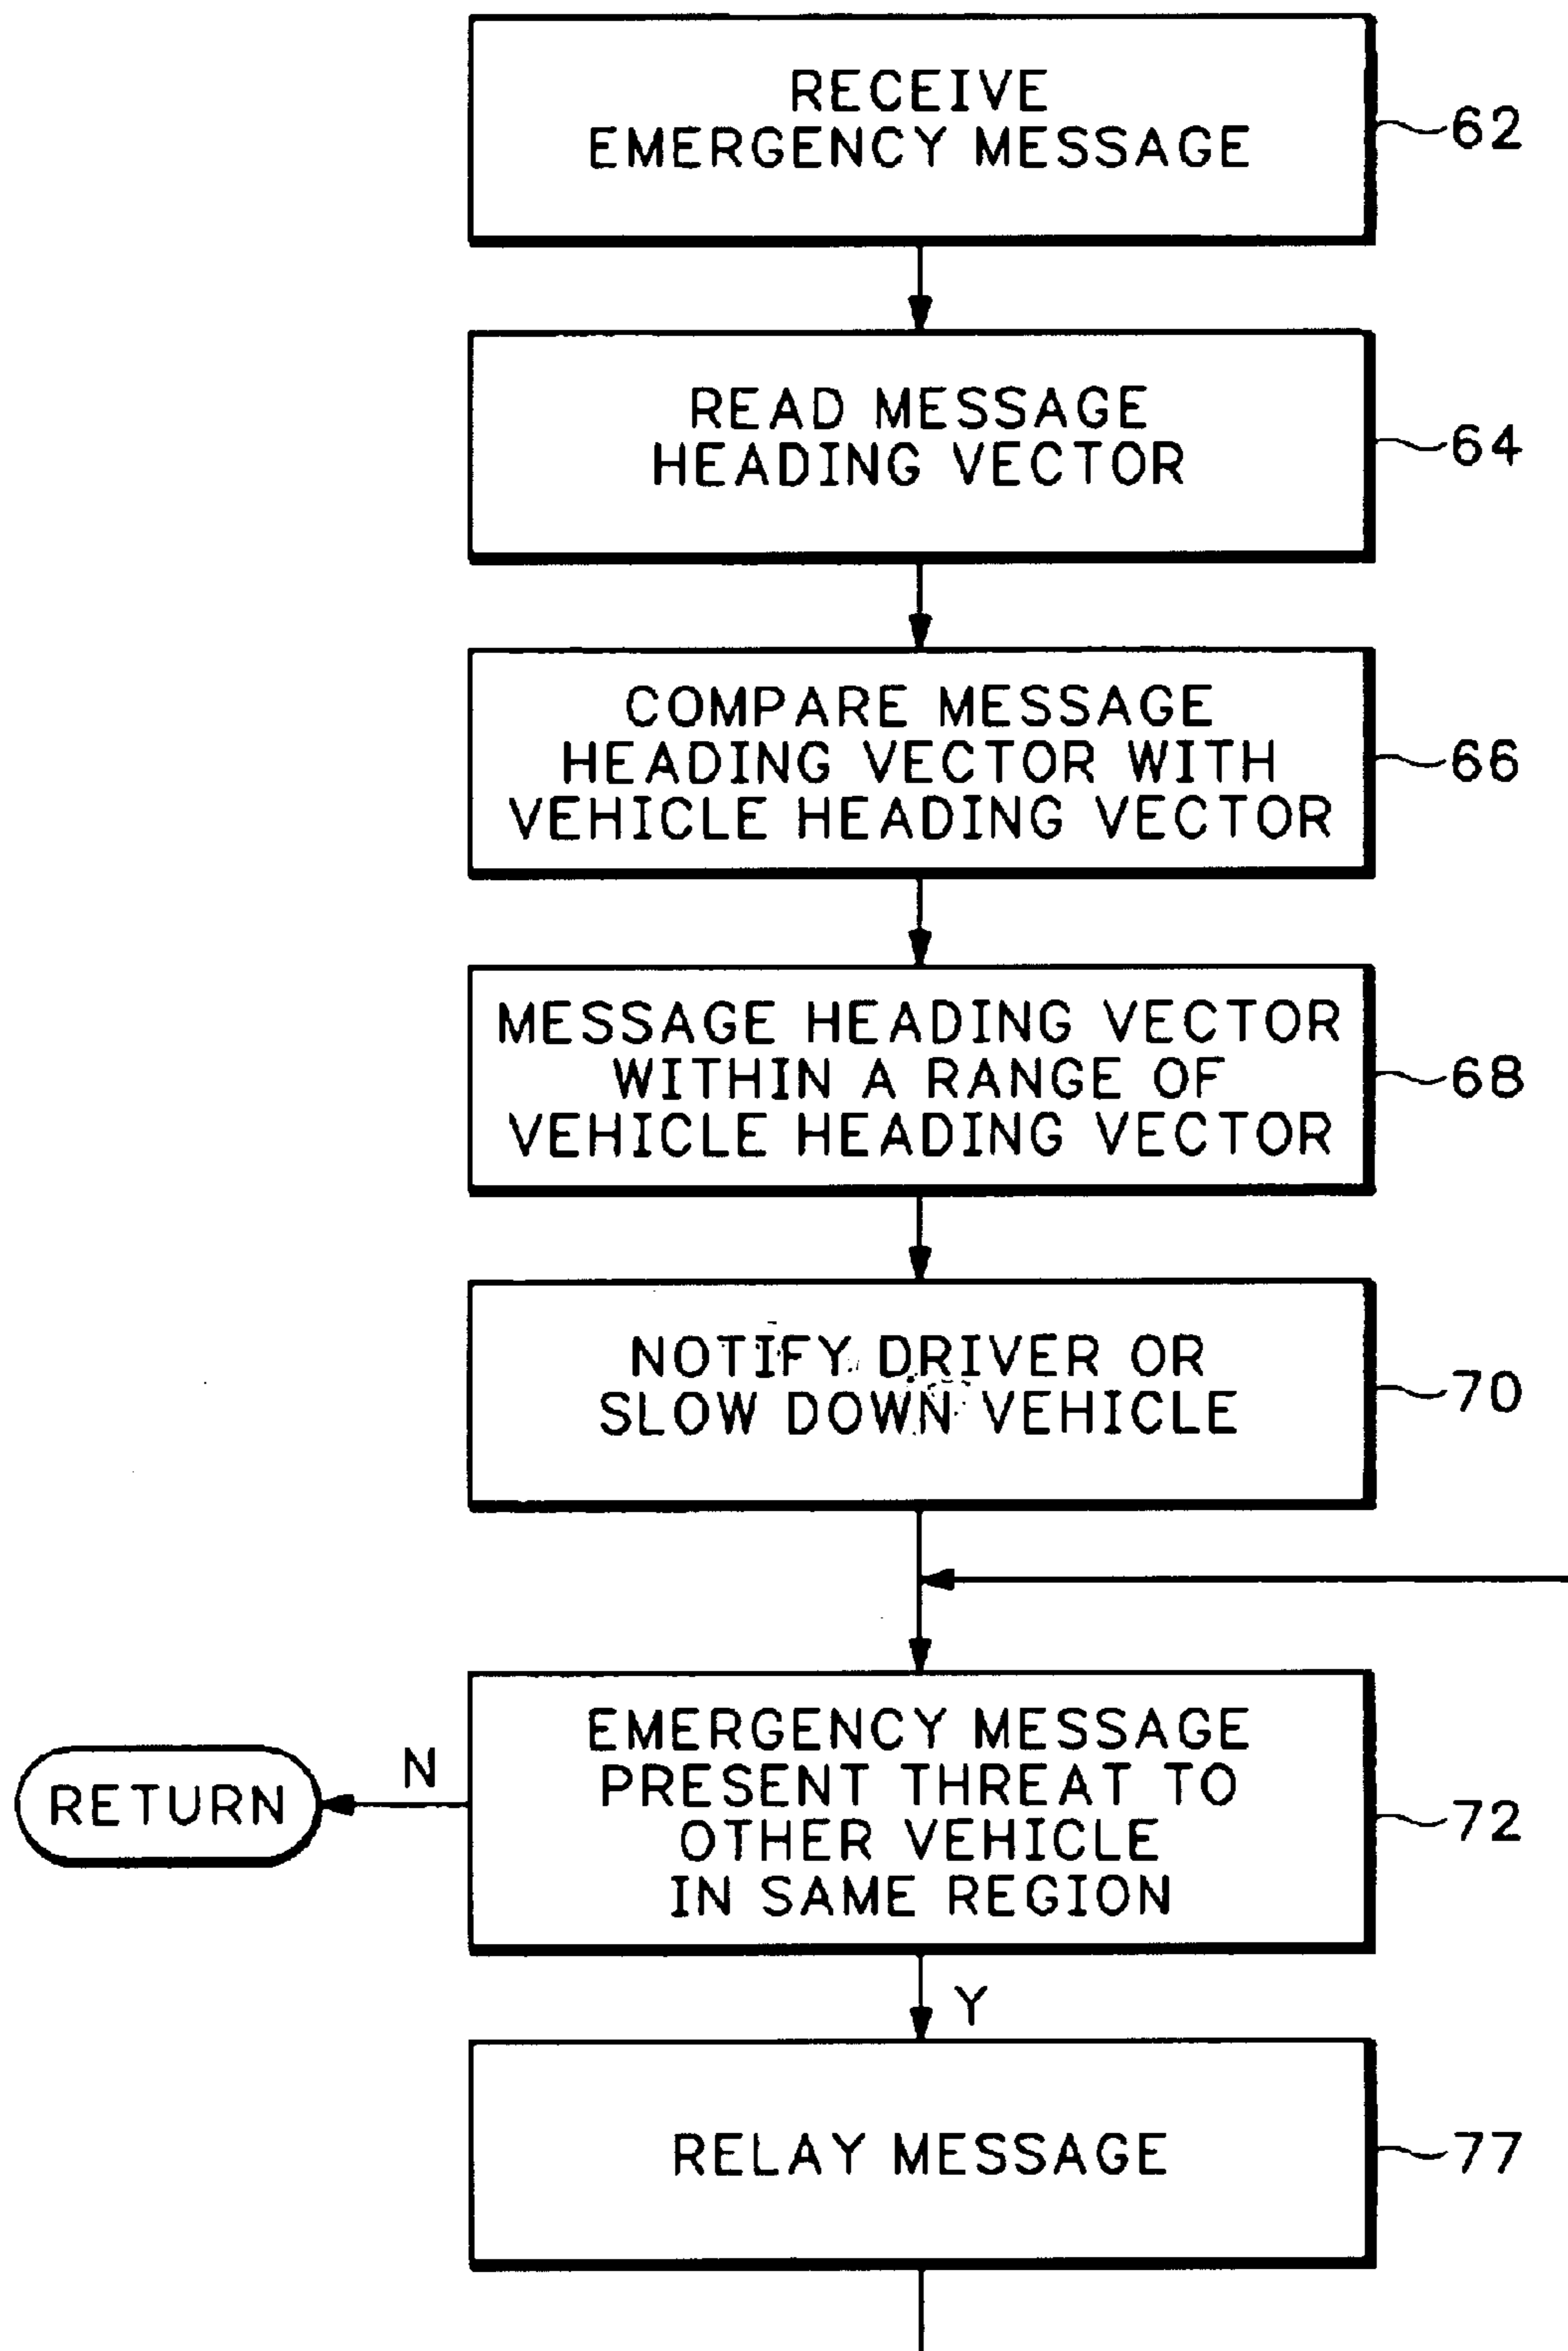 RECEIVE
EMERGENCY MESSAGE
62
READ MESSAGE
HEADING VECTOR
64
COMPARE MESSAGE
HEADING VECTOR WITH
VEHICLE HEADING VECTOR
66
MESSAGE HEADING VECTOR
WITHIN A RANGE OF
VEHICLE HEADING VECTOR
68
NOTIFY DRIVER OR
SLOW DOWN VEHICLE
70
EMERGENCY MESSAGE
PRESENT THREAT TO
OTHER VEHICLE
IN SAME REGION
72
N
RETURN
Y
RELAY MESSAGE
77